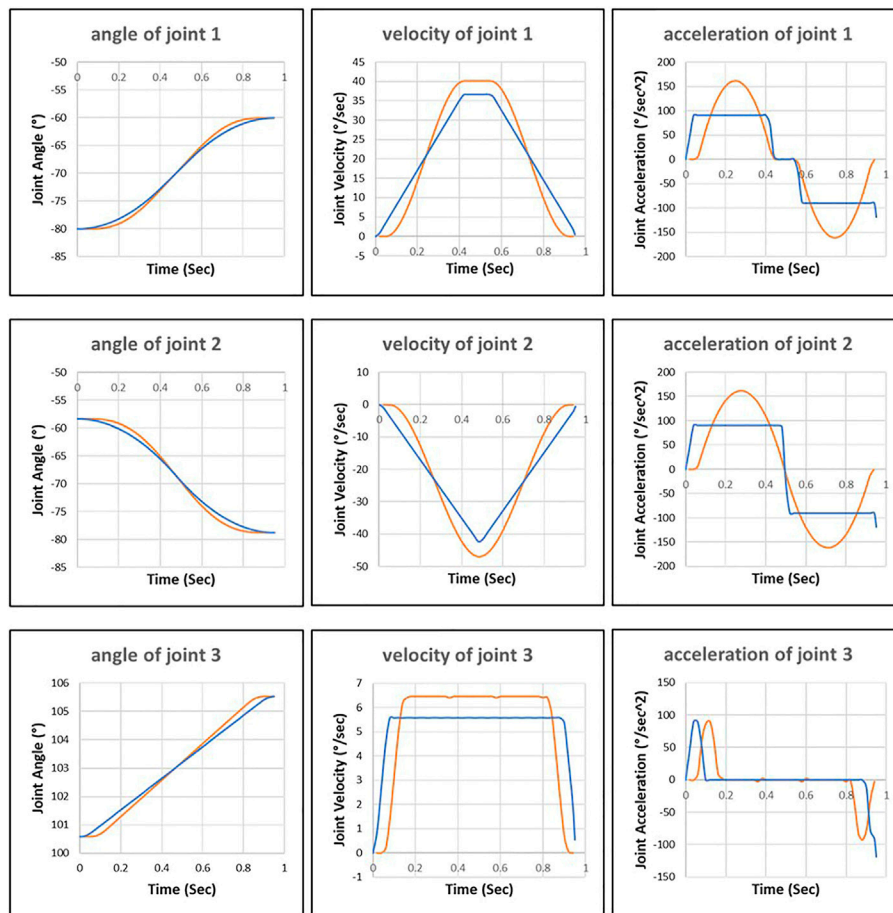 angle of joint 1
-50
0 0.2 0.4 0.6 0.8 1
-55
-60
-65
-70
-75
-80
-85
Joint Angle (°)
Time (Sec)
velocity of joint 1
45
40
35
30
25
20
15
10
5
0
-5
0 0.2 0.4 0.6 0.8 1
Joint Velocity (°/sec)
Time (Sec)
acceleration of joint 1
200
150
100
50
0
-50
-100
-150
-200
0 0.2 0.4 0.6 0.8 1
Joint Acceleration (°/sec^2)
Time (Sec)
angle of joint 2
-50
0 0.2 0.4 0.6 0.8 1
-55
-60
-65
-70
-75
-80
-85
Joint Angle (°)
Time (Sec)
velocity of joint 2
10
0
-10
-20
-30
-40
-50
0 0.2 0.4 0.6 0.8 1
Joint Velocity (°/sec)
Time (Sec)
acceleration of joint 2
200
150
100
50
0
-50
-100
-150
-200
0 0.2 0.4 0.6 0.8 1
Joint Acceleration (°/sec^2)
Time (Sec)
angle of joint 3
106
105
104
103
102
101
100
0 0.2 0.4 0.6 0.8 1
Joint Angle (°)
Time (Sec)
velocity of joint 3
7
6
5
4
3
2
1
0
-1
0 0.2 0.4 0.6 0.8 1
Joint Velocity (°/sec)
Time (Sec)
acceleration of joint 3
150
100
50
0
-50
-100
-150
0 0.2 0.4 0.6 0.8 1
Joint Acceleration (°/sec^2)
Time (Sec)